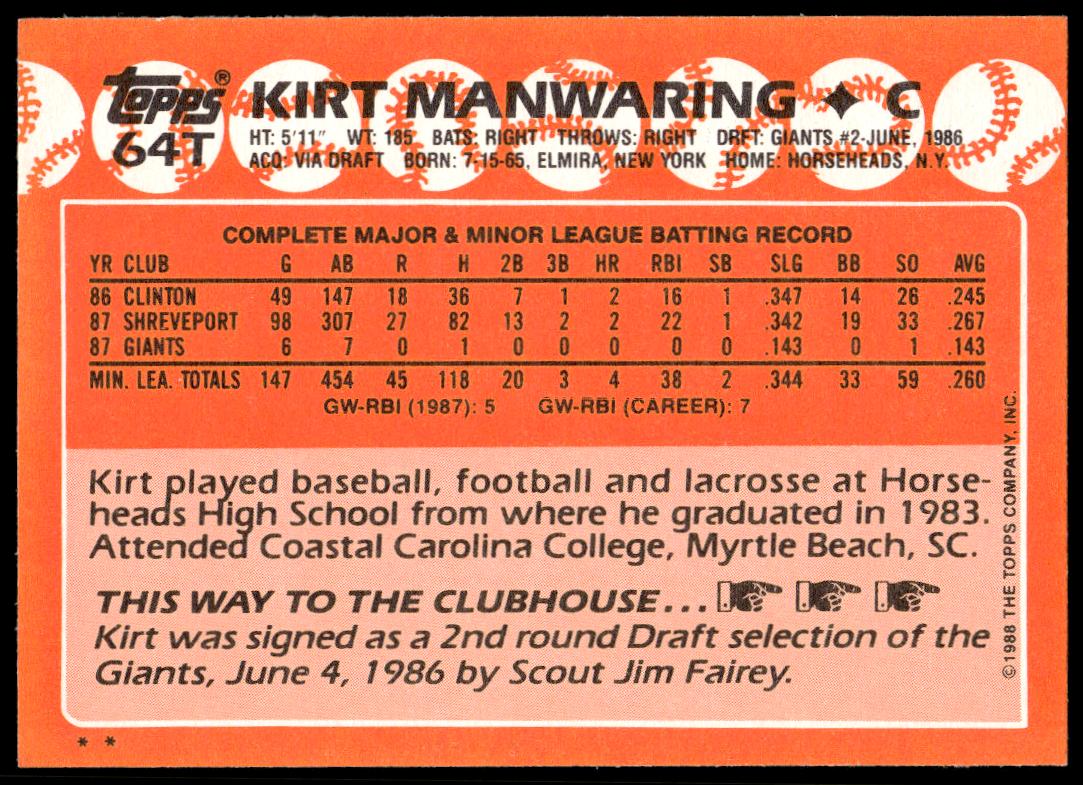 topps® KIRT MANWARING ✦ C
64T
HT: 5'11" WT: 185 BATS: RIGHT THROWS: RIGHT DRFT: GIANTS #2-JUNE, 1986
ACQ: VIA DRAFT BORN: 7-15-65, ELMIRA, NEW YORK HOME: HORSEHEADS, N.Y.
COMPLETE MAJOR & MINOR LEAGUE BATTING RECORD
YR CLUB G AB R H 2B 3B HR RBI SB SLG BB SO AVG
86 CLINTON 49 147 18 36 7 1 2 16 1 .347 14 26 .245
87 SHREVEPORT 98 307 27 82 13 2 2 22 1 .342 19 33 .267
87 GIANTS 6 7 0 1 0 0 0 0 0 .143 0 1 .143
MIN. LEA. TOTALS 147 454 45 118 20 3 4 38 2 .344 33 59 .260
GW-RBI (1987): 5 GW-RBI (CAREER): 7
Kirt played baseball, football and lacrosse at Horse-
heads High School from where he graduated in 1983.
Attended Coastal Carolina College, Myrtle Beach, SC.
THIS WAY TO THE CLUBHOUSE...
Kirt was signed as a 2nd round Draft selection of the
Giants, June 4, 1986 by Scout Jim Fairey.
©1988 THE TOPPS COMPANY, INC.
* *